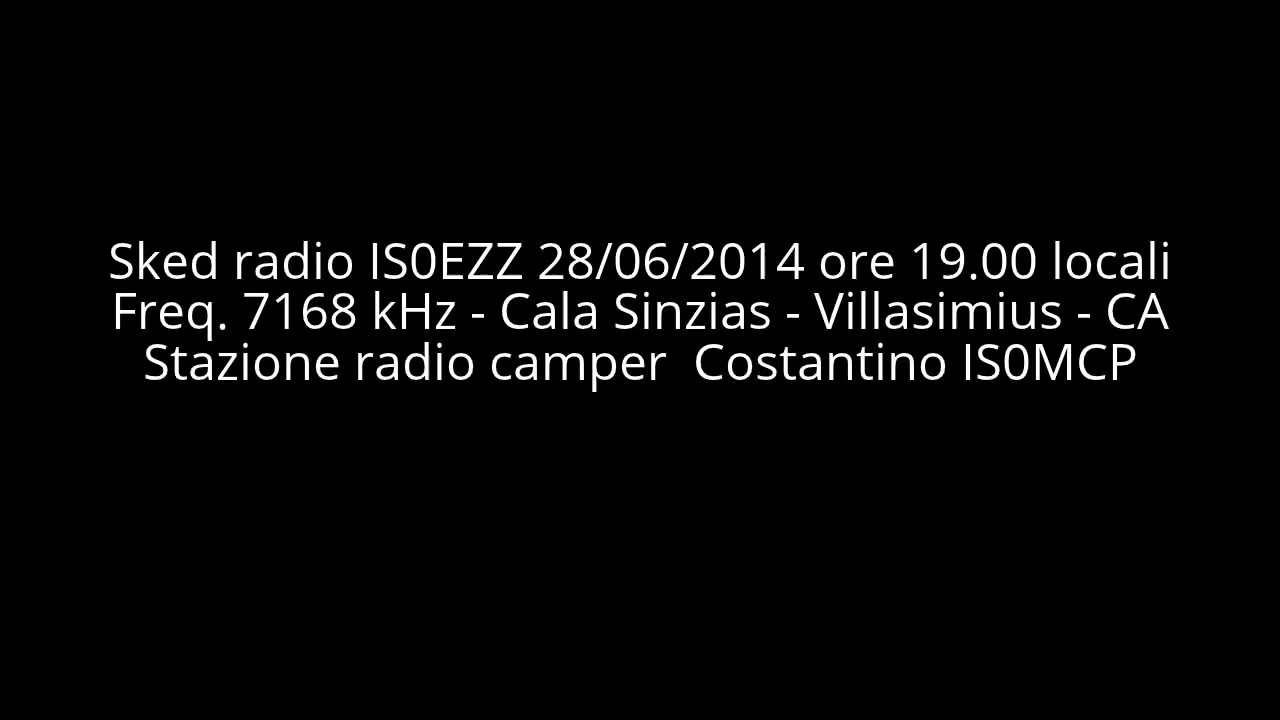 Sked radio IS0EZZ 28/06/2014 ore 19.00 locali
Freq. 7168 kHz - Cala Sinzias - Villasimius - CA
Stazione radio camper  Costantino IS0MCP